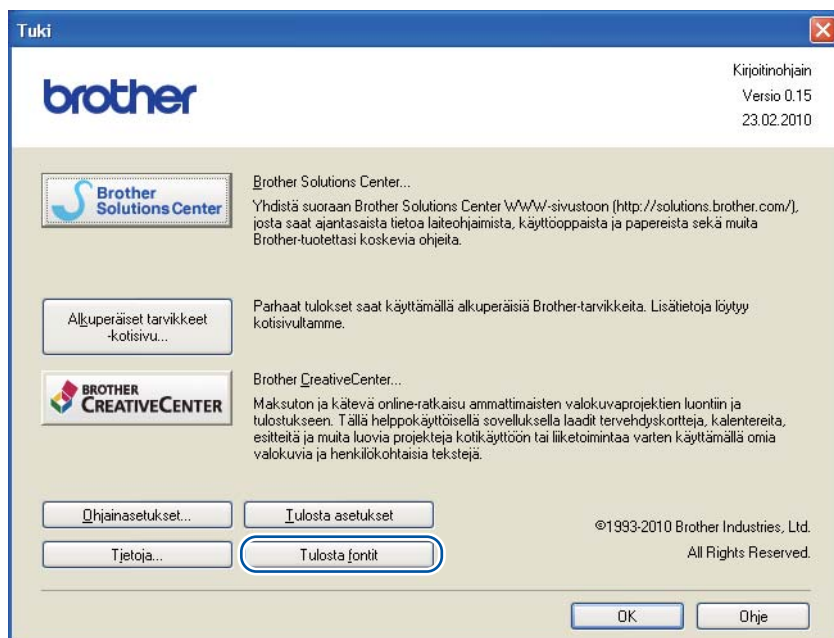 Tuki
brother
Kirjoitinohjain
Versio 0.15
23.02.2010
Brother
Solutions Center
Brother Solutions Center...
Yhdistä suoraan Brother Solutions Center WWW-sivustoon (http://solutions.brother.com/),
josta saat ajantasaista tietoa laiteohjaimista, käyttöoppaista ja papereista sekä muita
Brother-tuotettasi koskevia ohjeita.
Alkuperäiset tarvikkeet
-kotisivu...
Parhaat tulokset saat käyttämällä alkuperäisiä Brother-tarvikkeita. Lisätietoja löytyy
kotisivultamme.
BROTHER
CREATIVECENTER
Brother CreativeCenter...
Maksuton ja kätevä online-ratkaisu ammattimaisten valokuvaprojektien luontiin ja
tulostukseen. Tällä helppokäyttöisellä sovelluksella laadit tervehdyskortteja, kalentereita,
esitteitä ja muita luovia projekteja kotikäyttöön tai liiketoimintaa varten käyttämällä omia
valokuvia ja henkilökohtaisia tekstejä.
Ohjainasetukset...
Tulosta asetukset
©1993-2010 Brother Industries, Ltd.
Tietoja...
Tulosta fontit
All Rights Reserved.
OK
Ohje